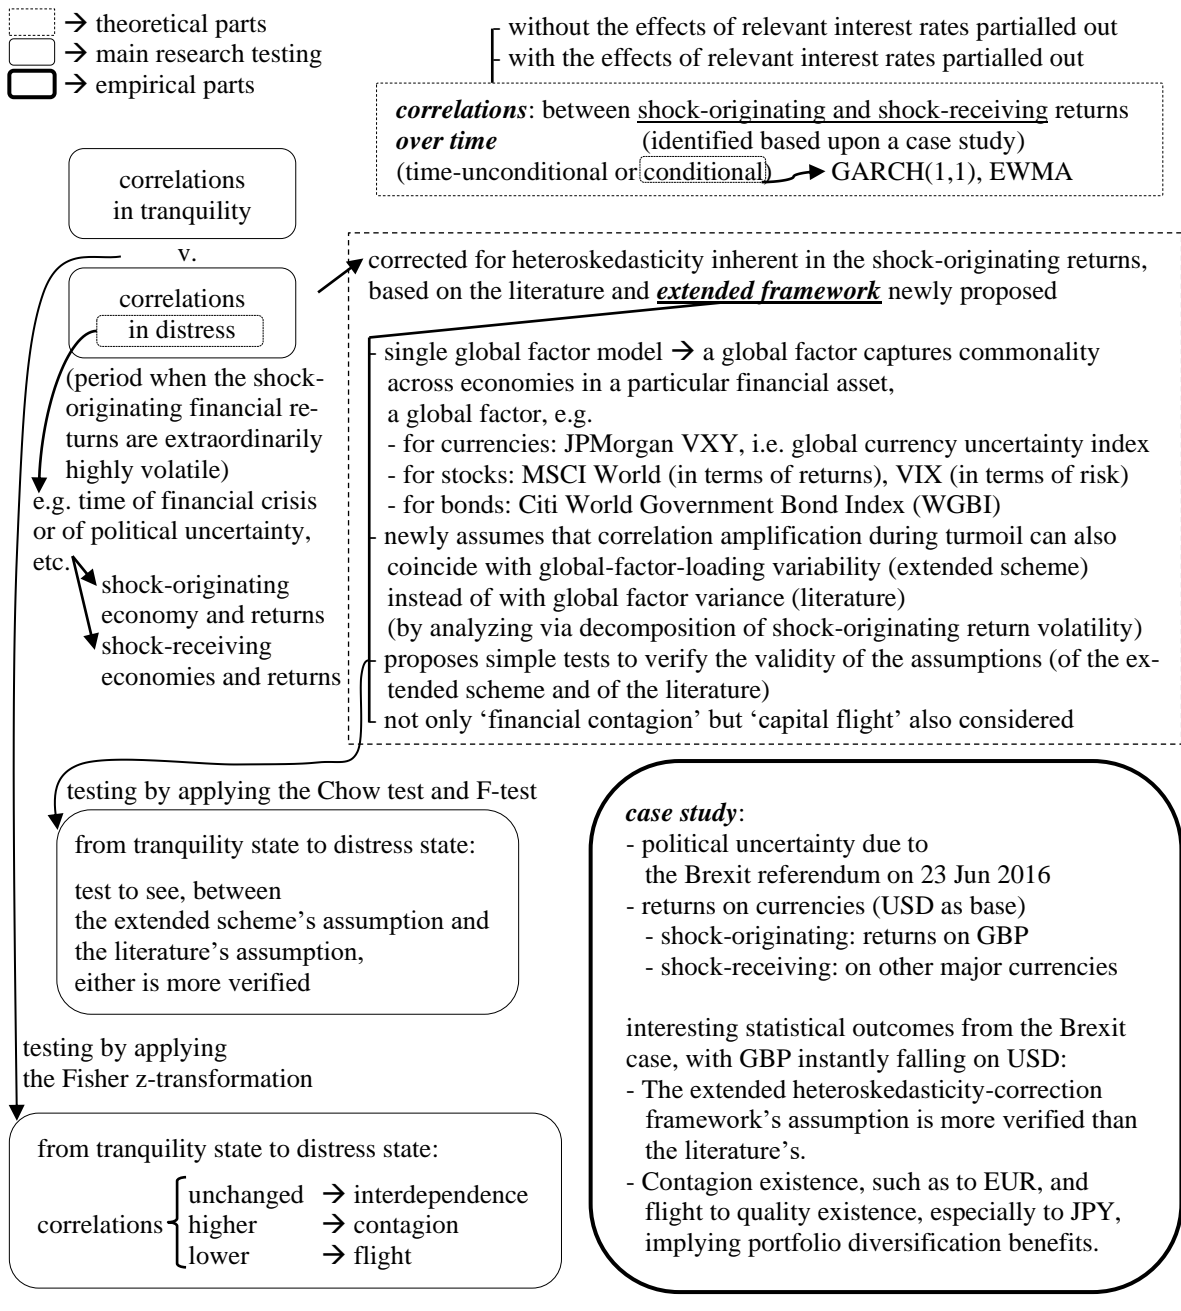 → theoretical parts
→ main research testing
→ empirical parts
- without the effects of relevant interest rates partialled out
- with the effects of relevant interest rates partialled out
correlations: between shock-originating and shock-receiving returns
over time (identified based upon a case study)
(time-unconditional or conditional) → GARCH(1,1), EWMA
correlations
in tranquility
v.
correlations
in distress
(period when the shock-
originating financial re-
turns are extraordinarily
highly volatile)
e.g. time of financial crisis
or of political uncertainty,
etc.
shock-originating
economy and returns
shock-receiving
economies and returns
corrected for heteroskedasticity inherent in the shock-originating returns,
based on the literature and extended framework newly proposed
- single global factor model → a global factor captures commonality
across economies in a particular financial asset,
a global factor, e.g.
- for currencies: JPMorgan VXY, i.e. global currency uncertainty index
- for stocks: MSCI World (in terms of returns), VIX (in terms of risk)
- for bonds: Citi World Government Bond Index (WGBI)
- newly assumes that correlation amplification during turmoil can also
coincide with global-factor-loading variability (extended scheme)
instead of with global factor variance (literature)
(by analyzing via decomposition of shock-originating return volatility)
- proposes simple tests to verify the validity of the assumptions (of the ex-
tended scheme and of the literature)
- not only ‘financial contagion’ but ‘capital flight’ also considered
testing by applying the Chow test and F-test
from tranquility state to distress state:
test to see, between
the extended scheme’s assumption and
the literature’s assumption,
either is more verified
testing by applying
the Fisher z-transformation
from tranquility state to distress state:
correlations
unchanged → interdependence
higher → contagion
lower → flight
case study:
- political uncertainty due to
the Brexit referendum on 23 Jun 2016
- returns on currencies (USD as base)
- shock-originating: returns on GBP
- shock-receiving: on other major currencies
interesting statistical outcomes from the Brexit
case, with GBP instantly falling on USD:
- The extended heteroskedasticity-correction
framework’s assumption is more verified than
the literature’s.
- Contagion existence, such as to EUR, and
flight to quality existence, especially to JPY,
implying portfolio diversification benefits.